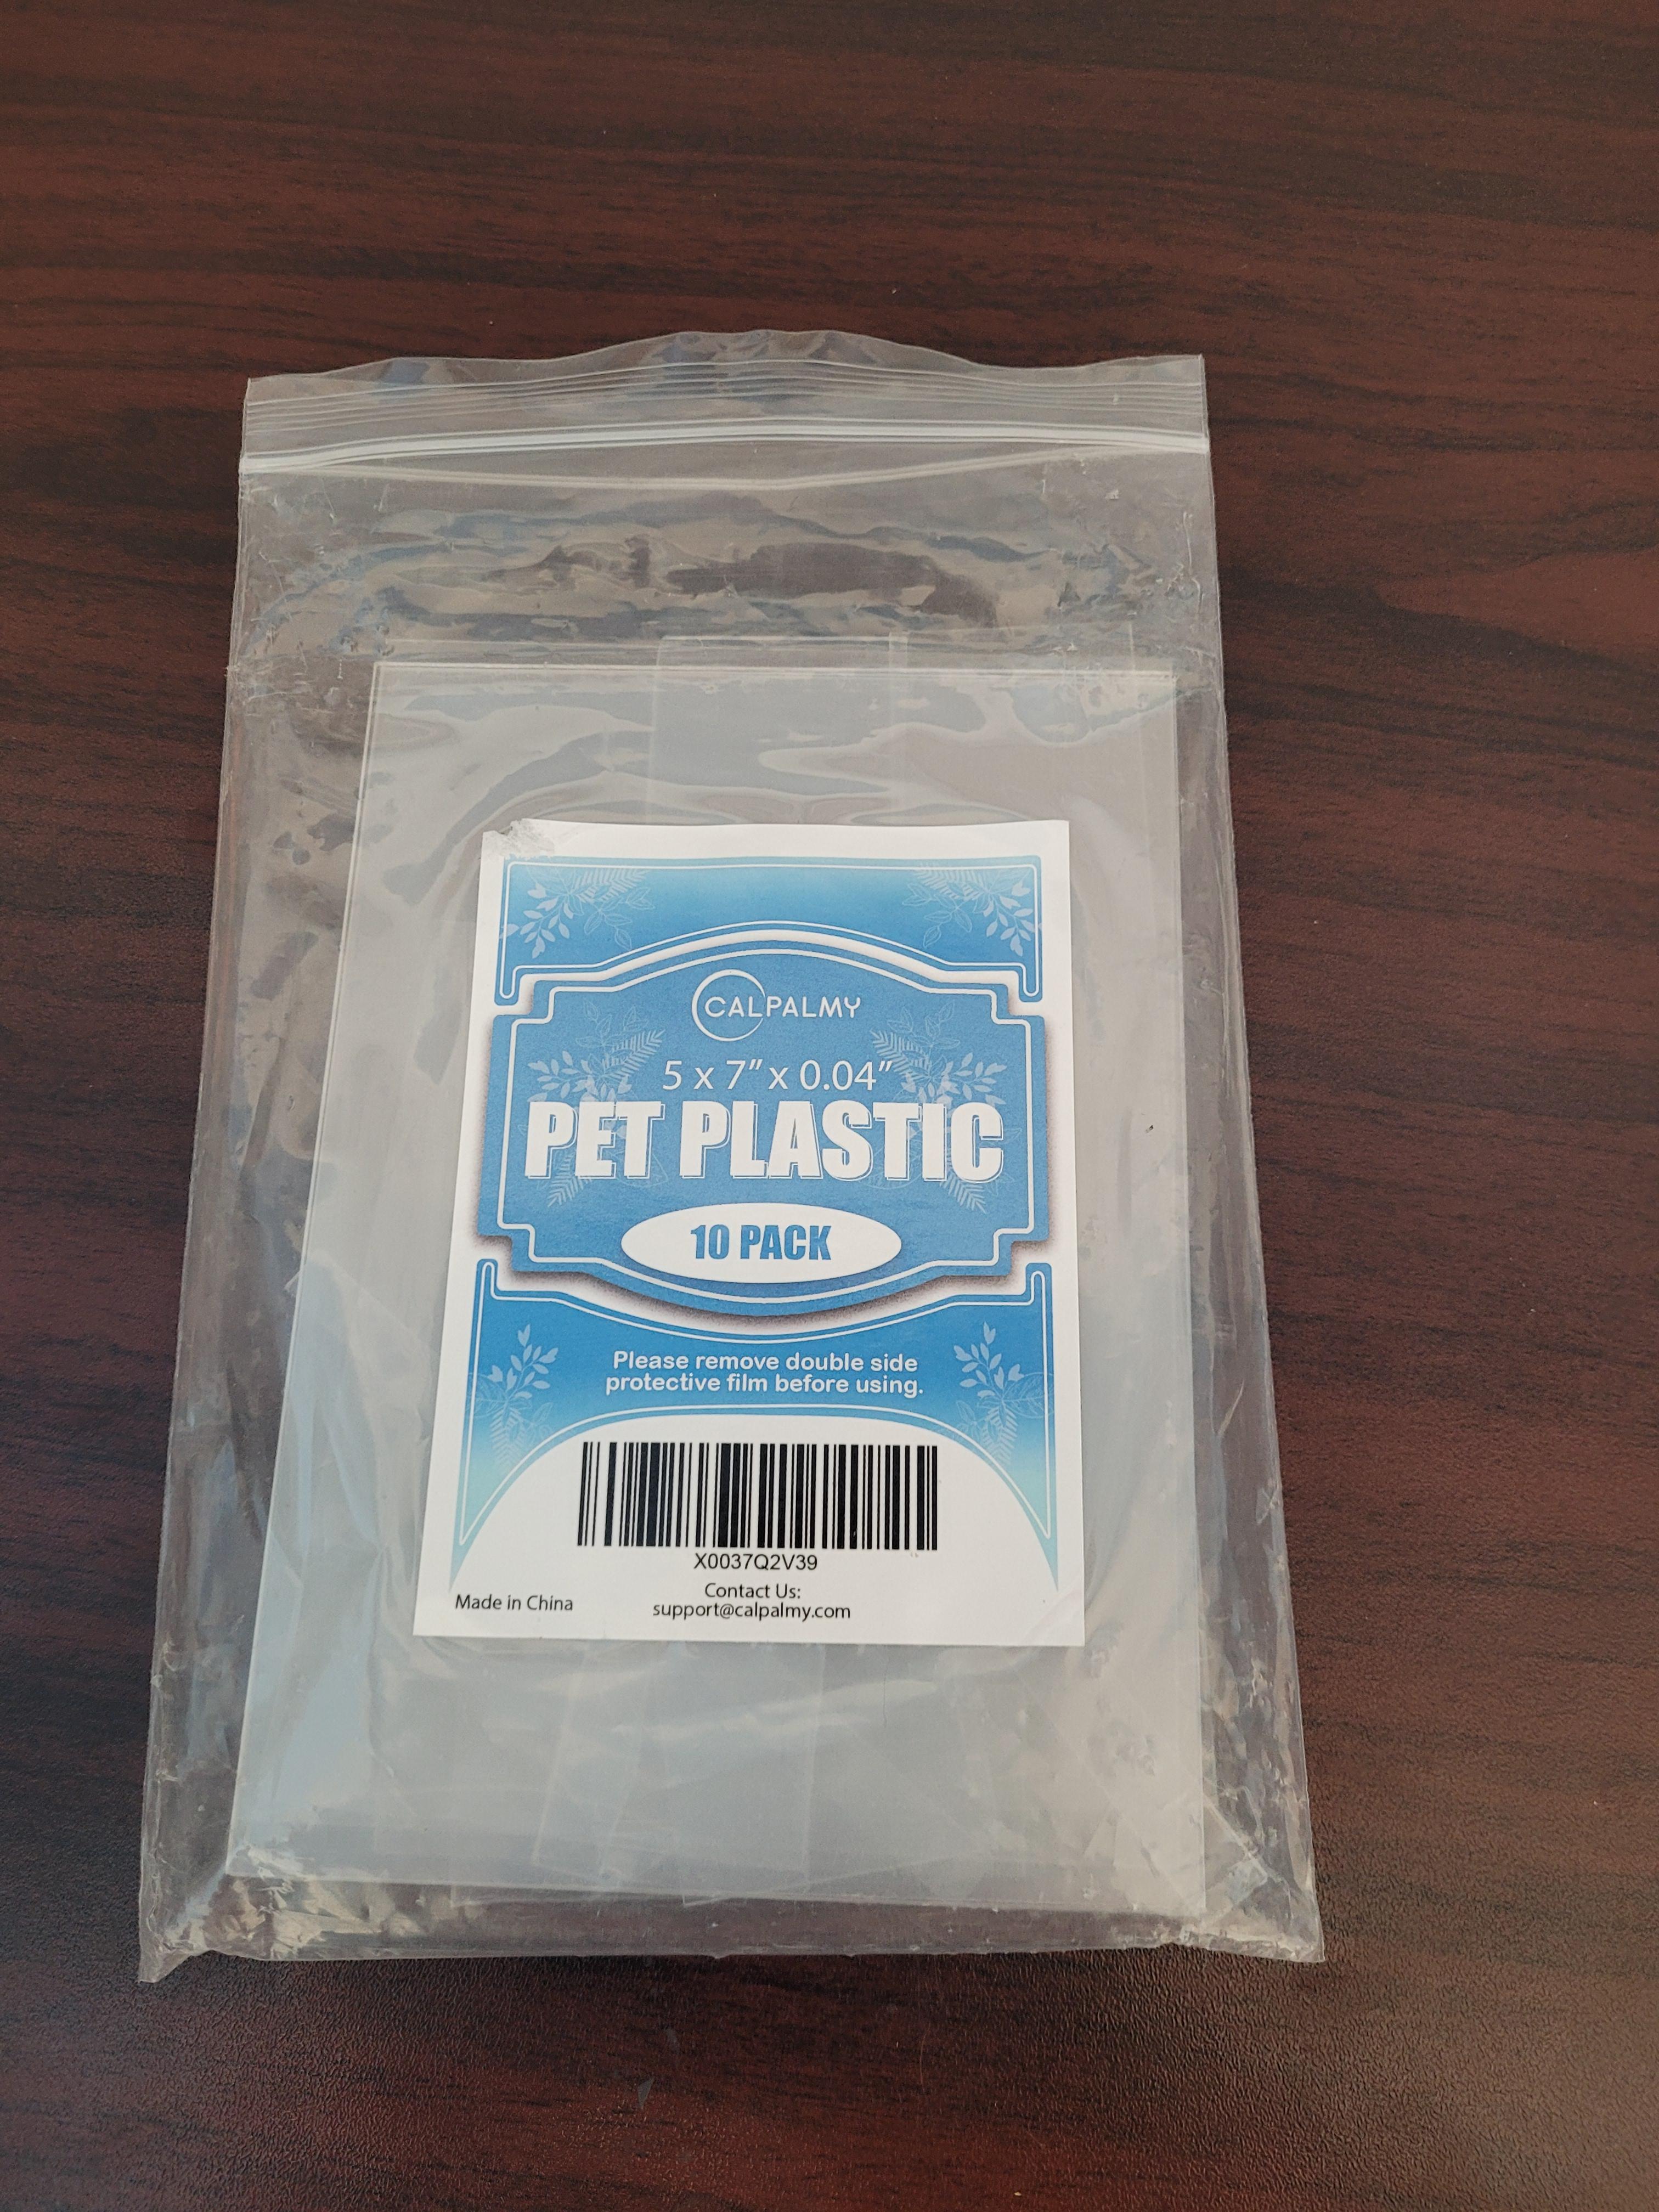 CALPALMY
5 x 7" x 0.04"
PET PLASTIC
10 PACK
Please remove double side
protective film before using.
X0037Q2V39
Made in China
Contact Us:
support@calpalmy.com